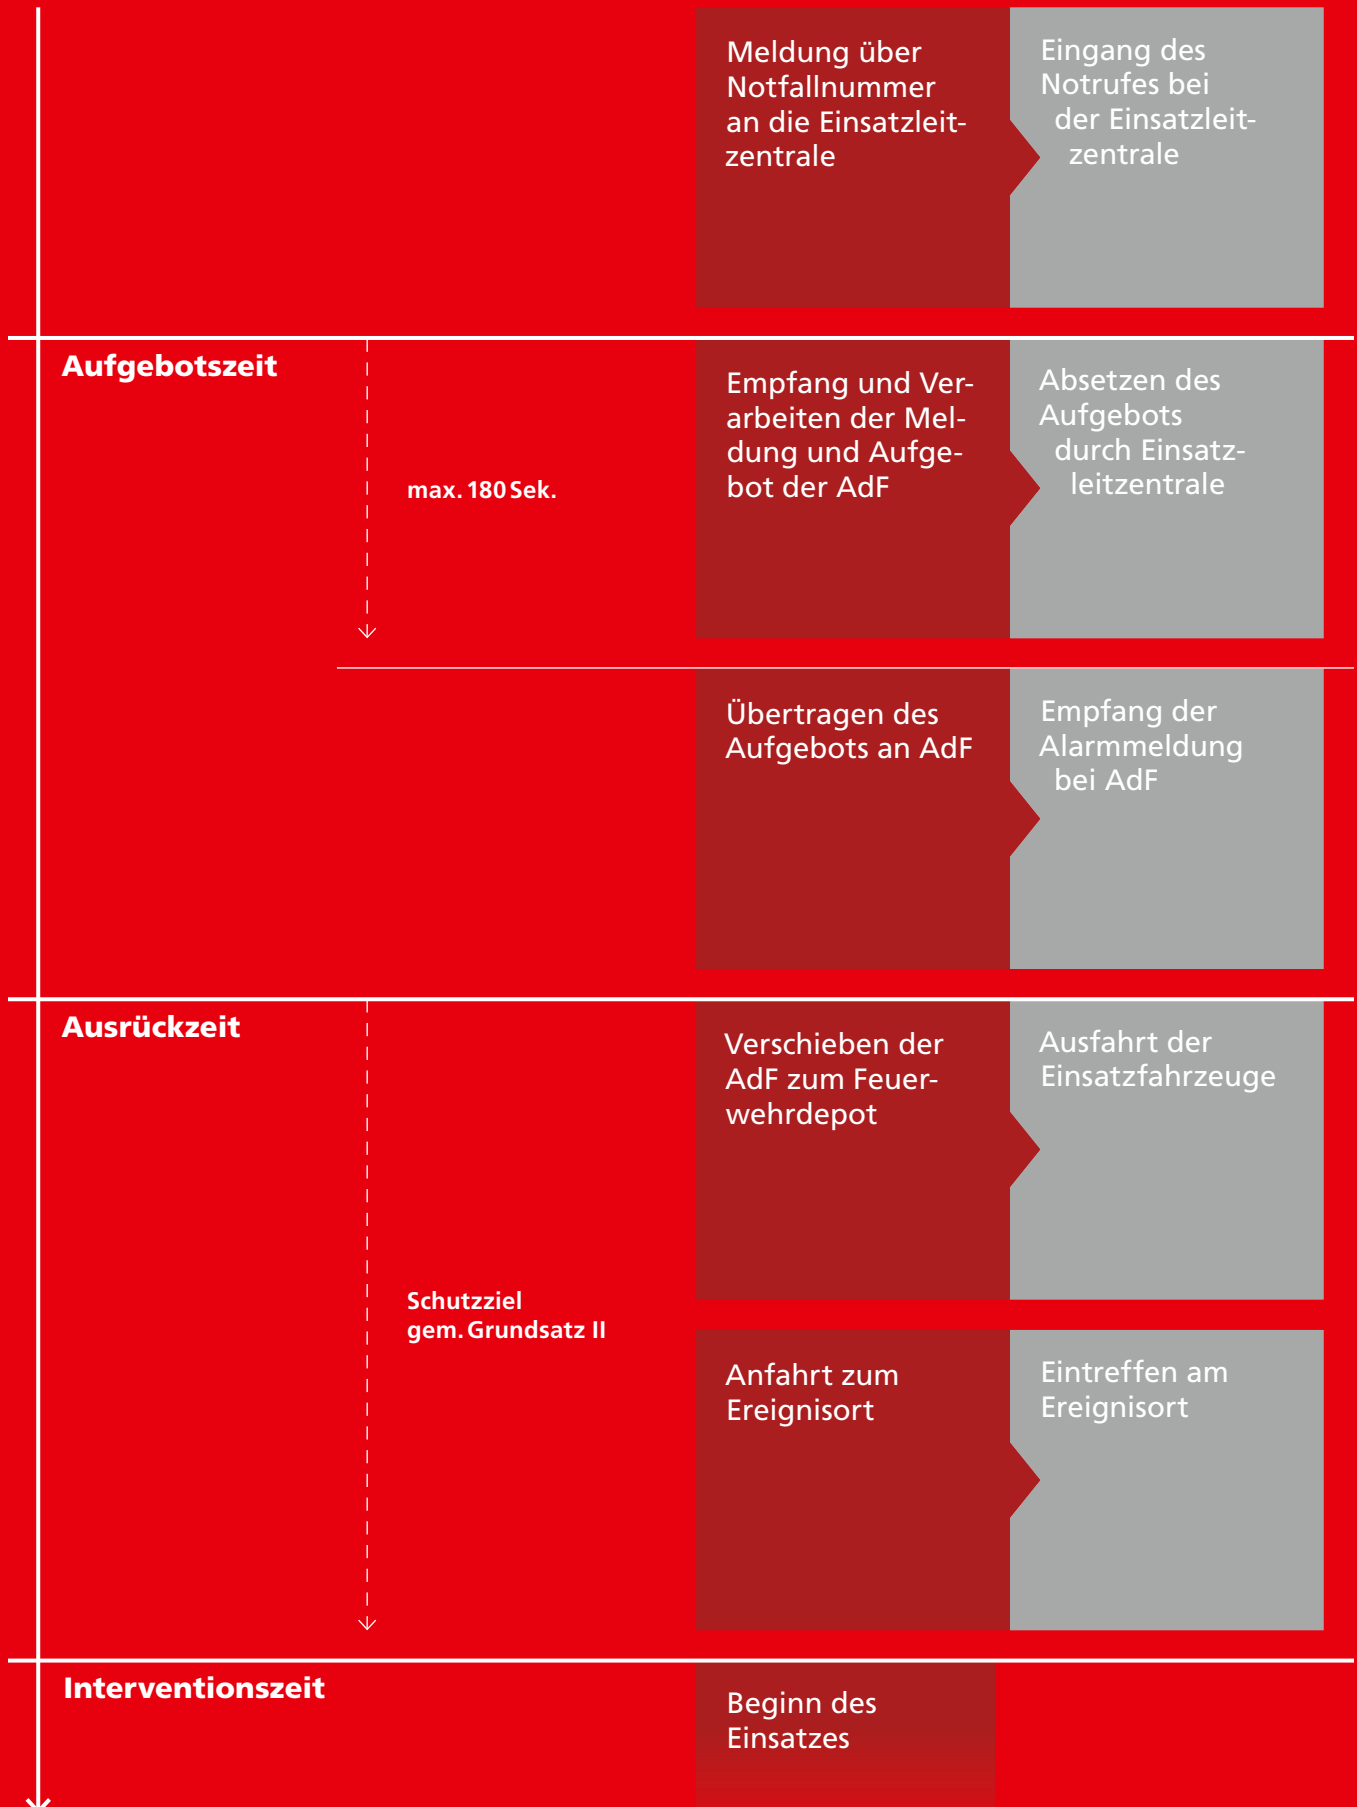 Meldung über
Notfallnummer
an die Einsatzleit-
zentrale
Eingang des
Notrufes bei
der Einsatzleit-
zentrale
Aufgebotszeit
max. 180 Sek.
Empfang und Ver-
arbeiten der Mel-
dung und Aufge-
bot der AdF
Absetzen des
Aufgebots
durch Einsatz-
leitzentrale
Übertragen des
Aufgebots an AdF
Empfang der
Alarmmeldung
bei AdF
Ausrückzeit
Schutzziel
gem. Grundsatz II
Verschieben der
AdF zum Feuer-
wehrdepot
Ausfahrt der
Einsatzfahrzeuge
Anfahrt zum
Ereignisort
Eintreffen am
Ereignisort
Interventionszeit
Beginn des
Einsatzes